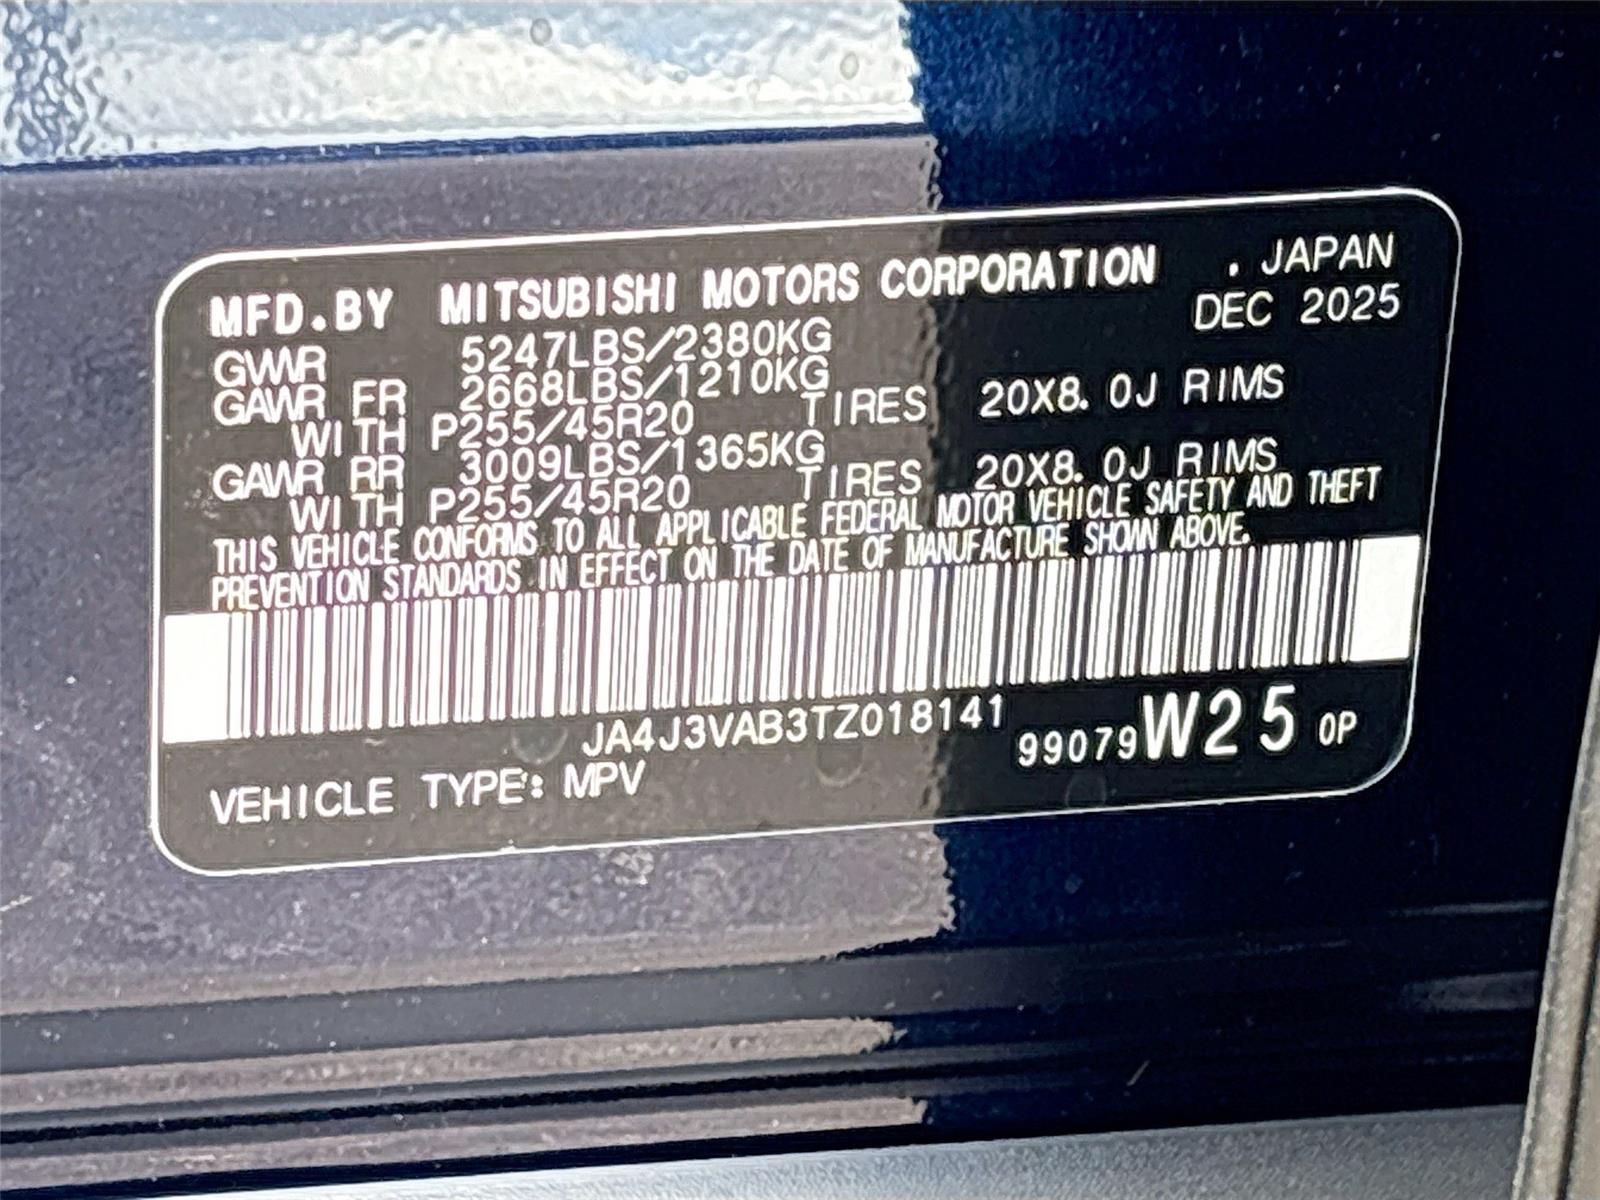 MFD.BY MITSUBISHI MOTORS CORPORATION . JAPAN
DEC 2025
GVWR 5247LBS/2380KG
GAWR FR 2668LBS/1210KG
WITH P255/45R20 TIRES 20X8.0J RIMS
GAWR RR 3009LBS/1365KG
WITH P255/45R20 TIRES 20X8.0J RIMS
THIS VEHICLE CONFORMS TO ALL APPLICABLE FEDERAL MOTOR VEHICLE SAFETY AND THEFT
PREVENTION STANDARDS IN EFFECT ON THE DATE OF MANUFACTURE SHOWN ABOVE.
JA4J3VAB3TZ018141
99079 W25 0P
VEHICLE TYPE: MPV